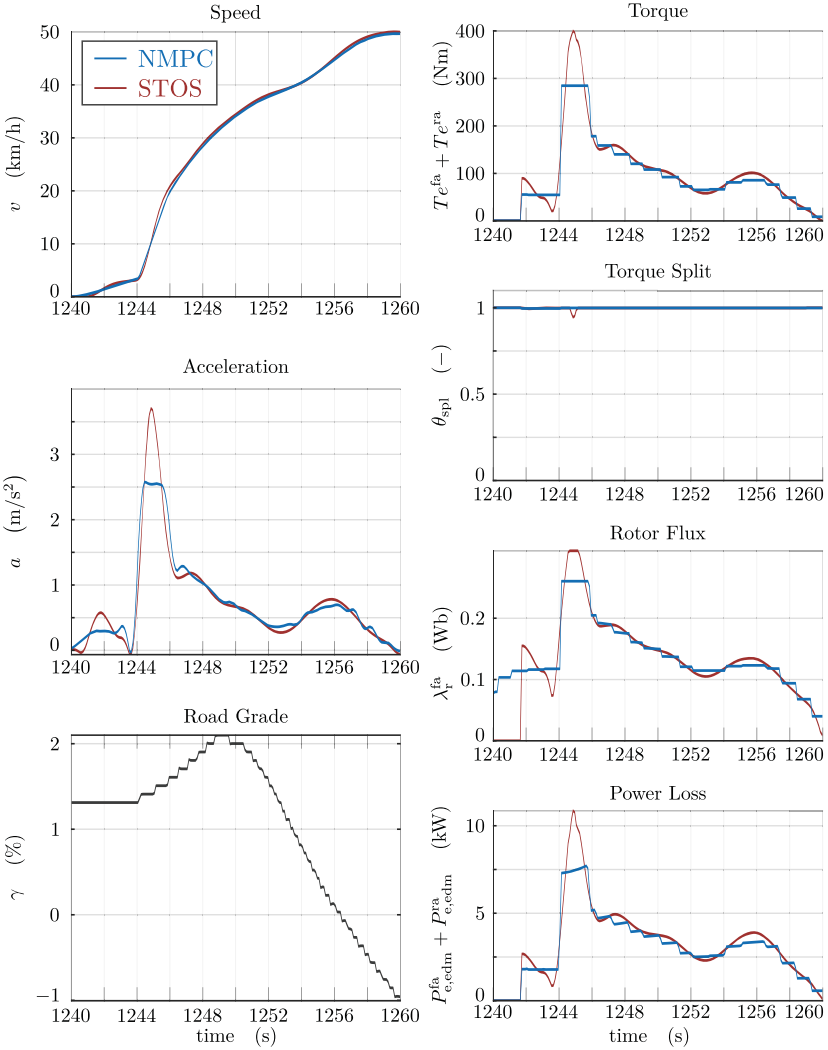 Speed
50
40
30
20
10
0
v (km/h)
NMPC
STOS
1240 1244 1248 1252 1256 1260
Acceleration
3
2
1
0
a (m/s²)
1240 1244 1248 1252 1256 1260
Road Grade
2
1
0
−1
γ (%)
1240 1244 1248 1252 1256 1260
time (s)
Torque
400
300
200
100
0
Te^fa + Te^ra (Nm)
1240 1244 1248 1252 1256 1260
Torque Split
1
0.5
0
θ_spl (−)
1240 1244 1248 1252 1256 1260
Rotor Flux
0.2
0.1
0
λ_r^fa (Wb)
1240 1244 1248 1252 1256 1260
Power Loss
10
5
0
P_e,edm^fa + P_e,edm^ra (kW)
1240 1244 1248 1252 1256 1260
time (s)